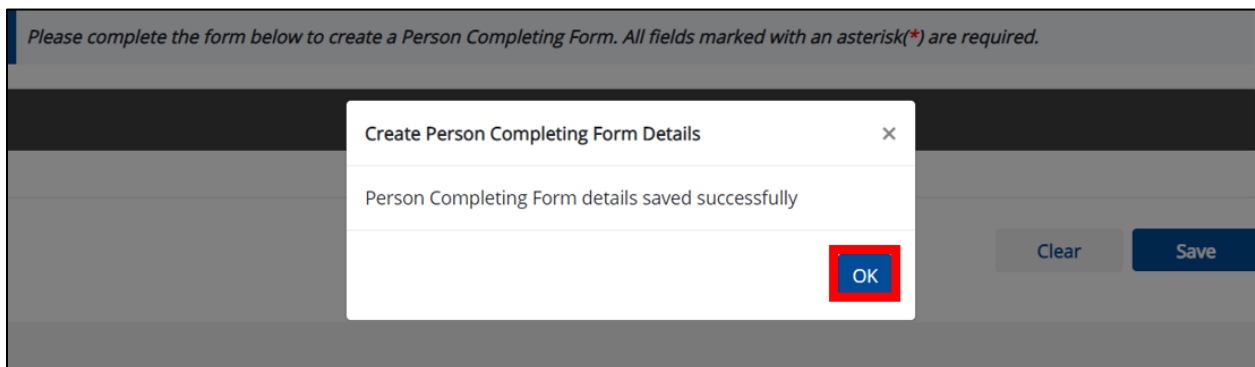 Please complete the form below to create a Person Completing Form. All fields marked with an asterisk(*) are required.
Create Person Completing Form Details ×
Person Completing Form details saved successfully
Clear Save
OK